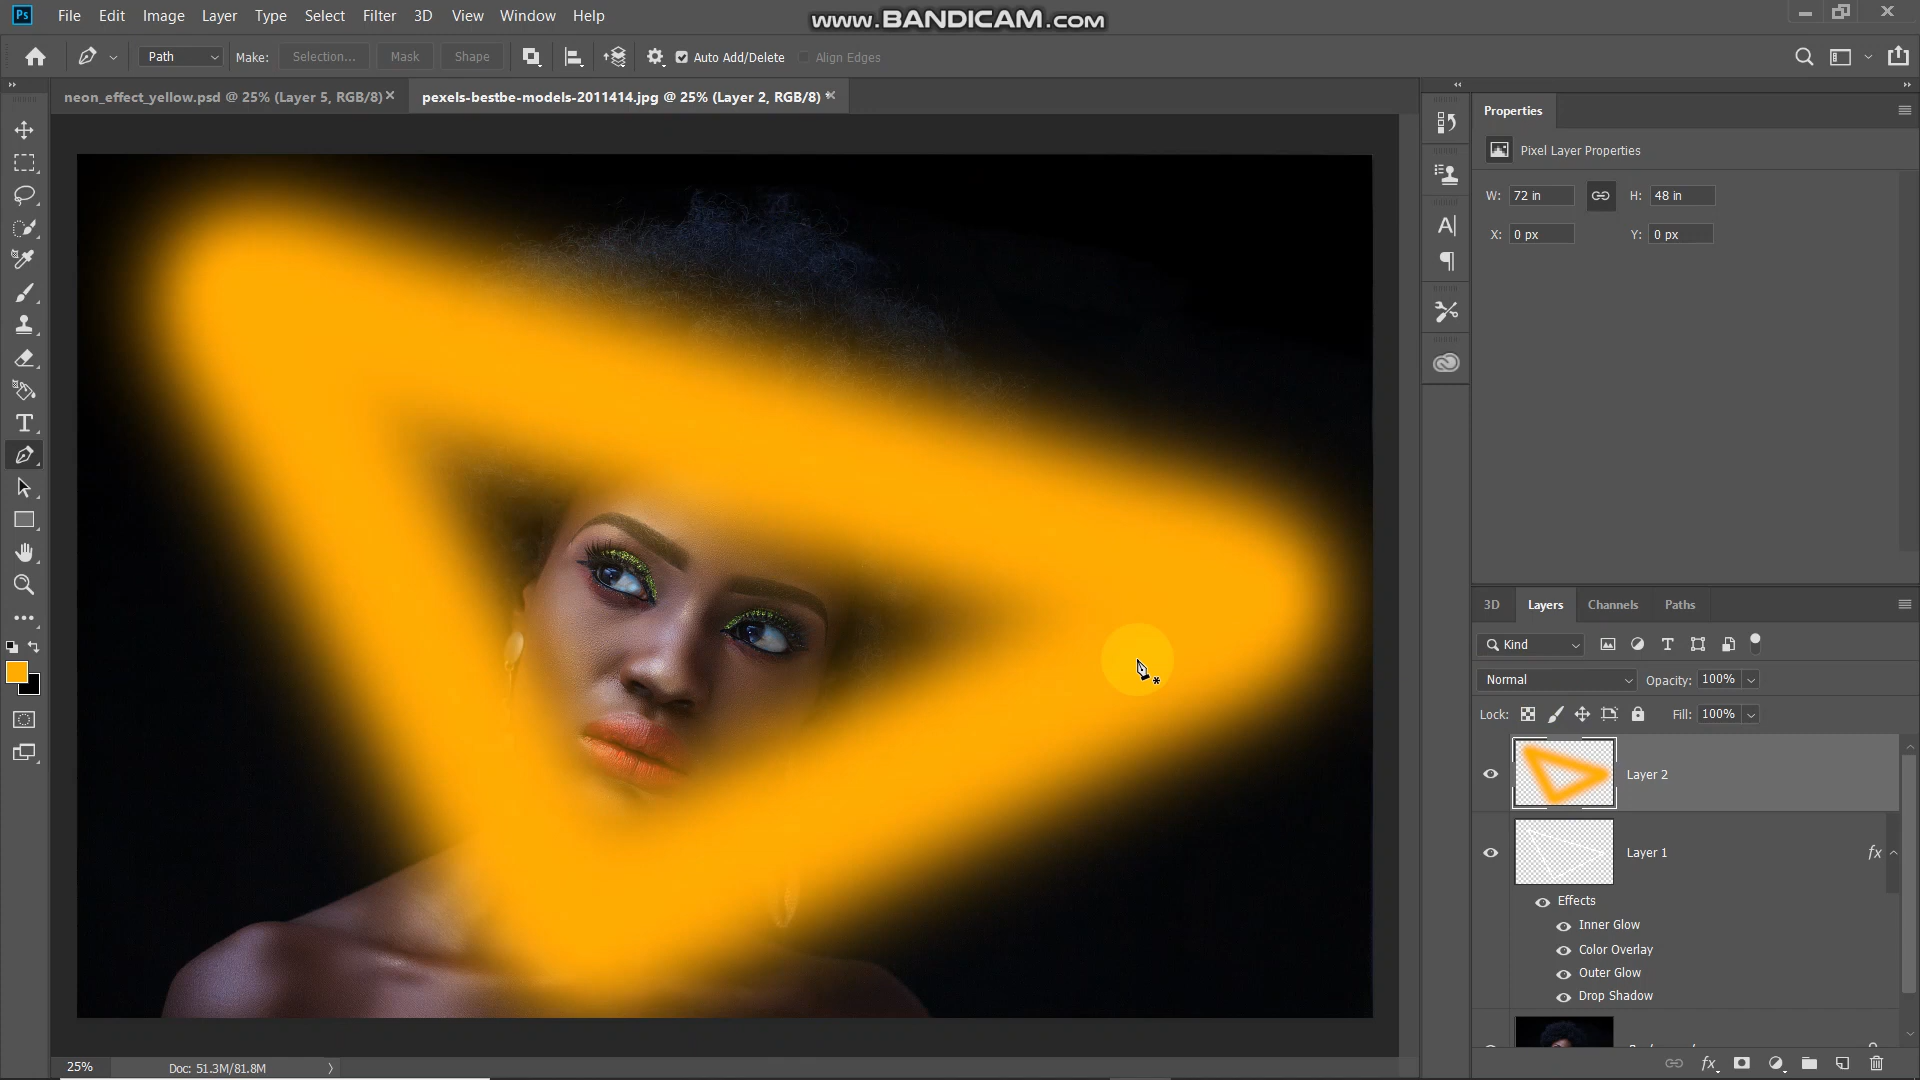 Ps File Edit Image Layer Type Select Filter 3D View Window Help
www.BANDICAM.com
Path Make: Selection... Mask Shape Auto Add/Delete Align Edges
neon_effect_yellow.psd @ 25% (Layer 5, RGB/8) pexels-bestbe-models-2011414.jpg @ 25% (Layer 2, RGB/8) *
Properties
Pixel Layer Properties
W: 72 in H: 48 in
X: 0 px Y: 0 px
3D Layers Channels Paths
Kind
Normal Opacity: 100%
Lock: Fill: 100%
Layer 2
Layer 1 fx
Effects
Inner Glow
Color Overlay
Outer Glow
Drop Shadow
25% Doc: 51.3M/81.8M
fx